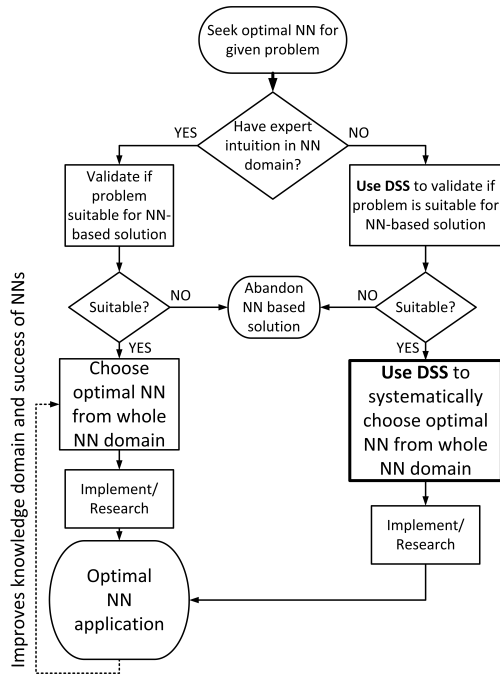 Seek optimal NN for
given problem
Have expert
intuition in NN
domain?
YES
NO
Validate if
problem
suitable for NN-
based solution
Use DSS to validate if
problem is suitable for
NN-based solution
Suitable?
NO
Abandon
NN based
solution
NO
Suitable?
YES
YES
Choose
optimal NN
from whole
NN domain
Use DSS to
systematically
choose optimal
NN from whole
NN domain
Implement/
Research
Implement/
Research
Optimal
NN
application
Improves knowledge domain and success of NNs